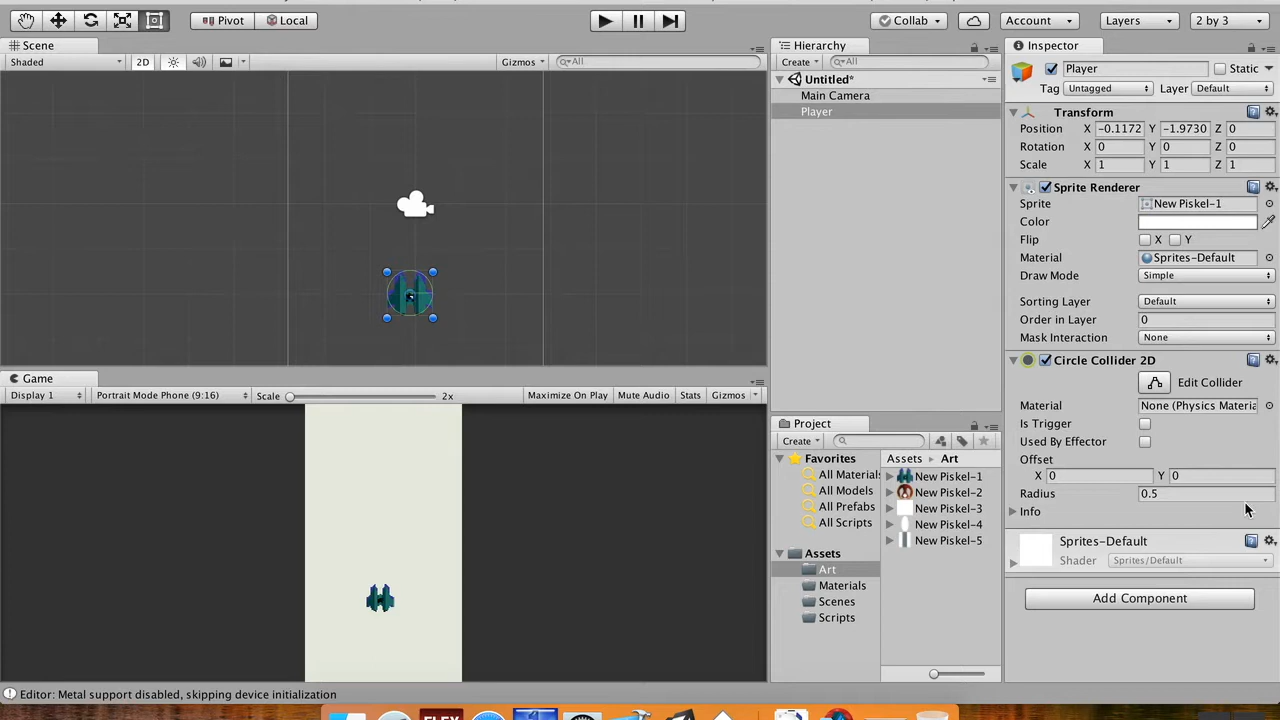 Pivot Local Collab Account Layers 2 by 3
Scene
Shaded 2D Gizmos All
Game
Display 1 Portrait Mode Phone (9:16) Scale 2x Maximize On Play Mute Audio Stats Gizmos
Hierarchy
Create All
Untitled*
Main Camera
Player
Project
Create
Favorites
All Materials
All Models
All Prefabs
All Scripts
Assets
Art
Materials
Scenes
Scripts
Assets Art
New Piskel-1
New Piskel-2
New Piskel-3
New Piskel-4
New Piskel-5
Inspector
Player Static
Tag Untagged Layer Default
Transform
Position X -0.1172 Y -1.9730 Z 0
Rotation X 0 Y 0 Z 0
Scale X 1 Y 1 Z 1
Sprite Renderer
Sprite New Piskel-1
Color
Flip X Y
Material Sprites-Default
Draw Mode Simple
Sorting Layer Default
Order in Layer 0
Mask Interaction None
Circle Collider 2D
Edit Collider
Material None (Physics Materia
Is Trigger
Used By Effector
Offset
X 0 Y 0
Radius 0.5
Info
Sprites-Default
Shader Sprites/Default
Add Component
Editor: Metal support disabled, skipping device initialization